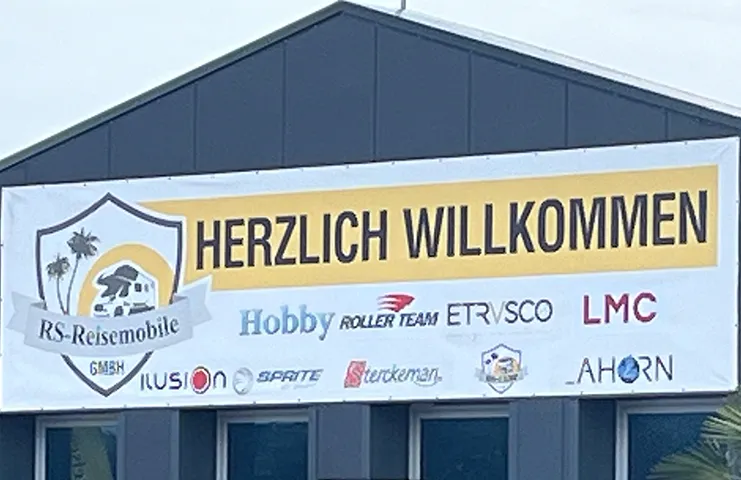 HERZLICH WILLKOMMEN
RS-Reisemobile
GMBH
Hobby ROLLER TEAM ETRVSCO LMC
ILUSION SPRITE Sterckeman AHORN